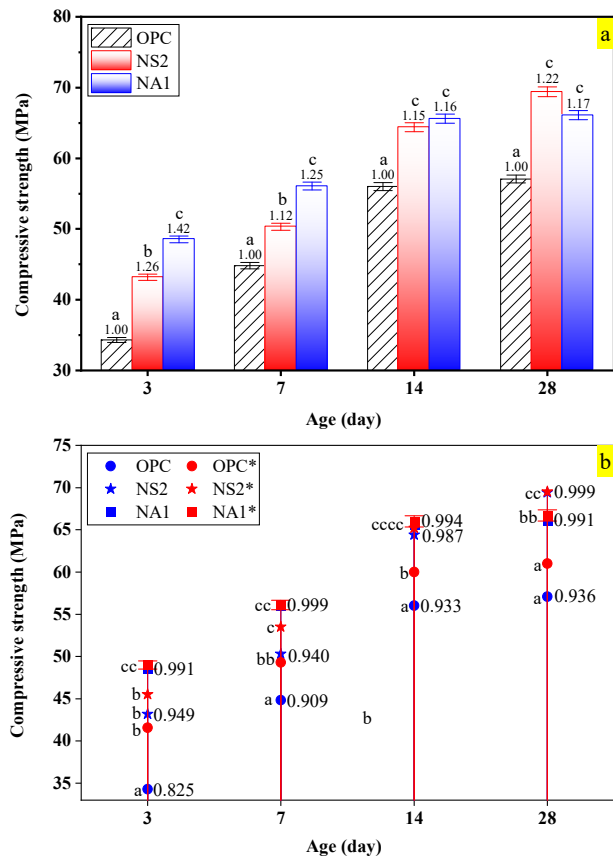 80
70
60
50
40
30
Compressive strength (MPa)
OPC
NS2
NA1
a
a
1.00
b
1.26
c
1.42
a
1.00
b
1.12
c
1.25
a
1.00
c
1.15
c
1.16
a
1.00
c
1.22
c
1.17
3 7 14 28
Age (day)
75
70
65
60
55
50
45
40
35
Compressive strength (MPa)
OPC OPC*
NS2 NS2*
NA1 NA1*
b
cc 0.991
b
b 0.949
b
a 0.825
cc 0.999
c
0.940
bb
a 0.909
b
cccc 0.994
0.987
b
a 0.933
cc 0.999
bb 0.991
a
a 0.936
3 7 14 28
Age (day)